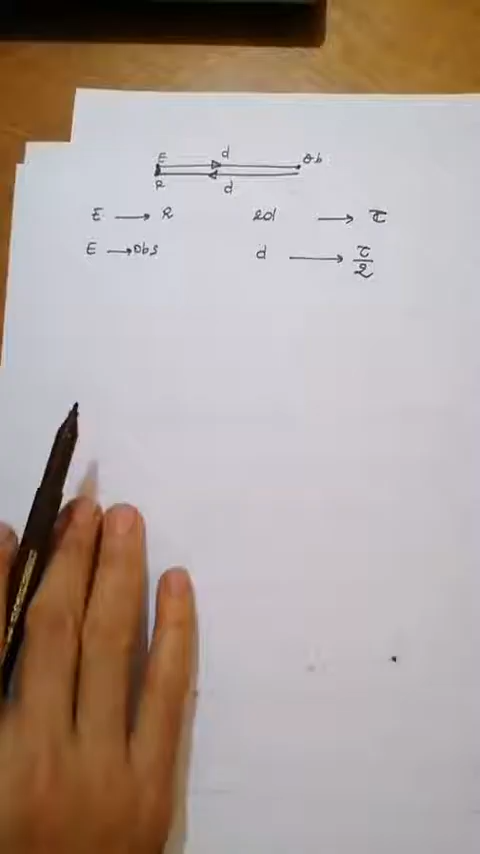 E d Ob
R d
E → R 2d → τ
E → Obs d → τ/2